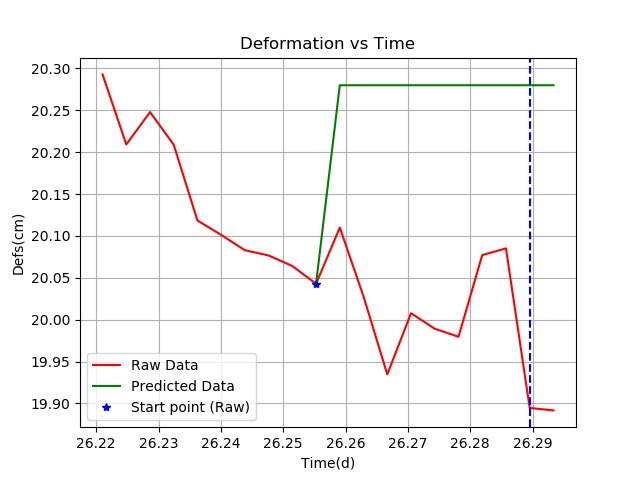 Deformation vs Time
20.30
20.25
20.20
20.15
20.10
20.05
20.00
19.95
19.90
Defs(cm)
Raw Data
Predicted Data
Start point (Raw)
26.22 26.23 26.24 26.25 26.26 26.27 26.28 26.29
Time(d)